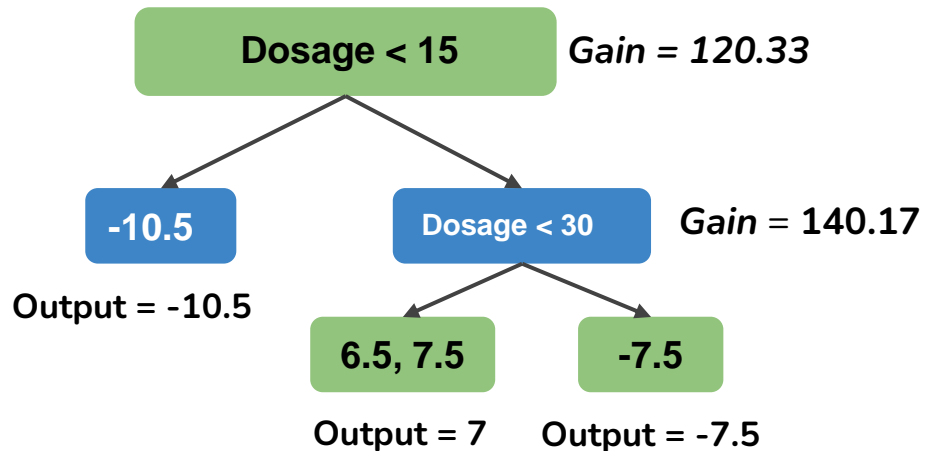 Dosage < 15
Gain = 120.33
-10.5
Dosage < 30
Gain = 140.17
Output = -10.5
6.5, 7.5
-7.5
Output = 7
Output = -7.5